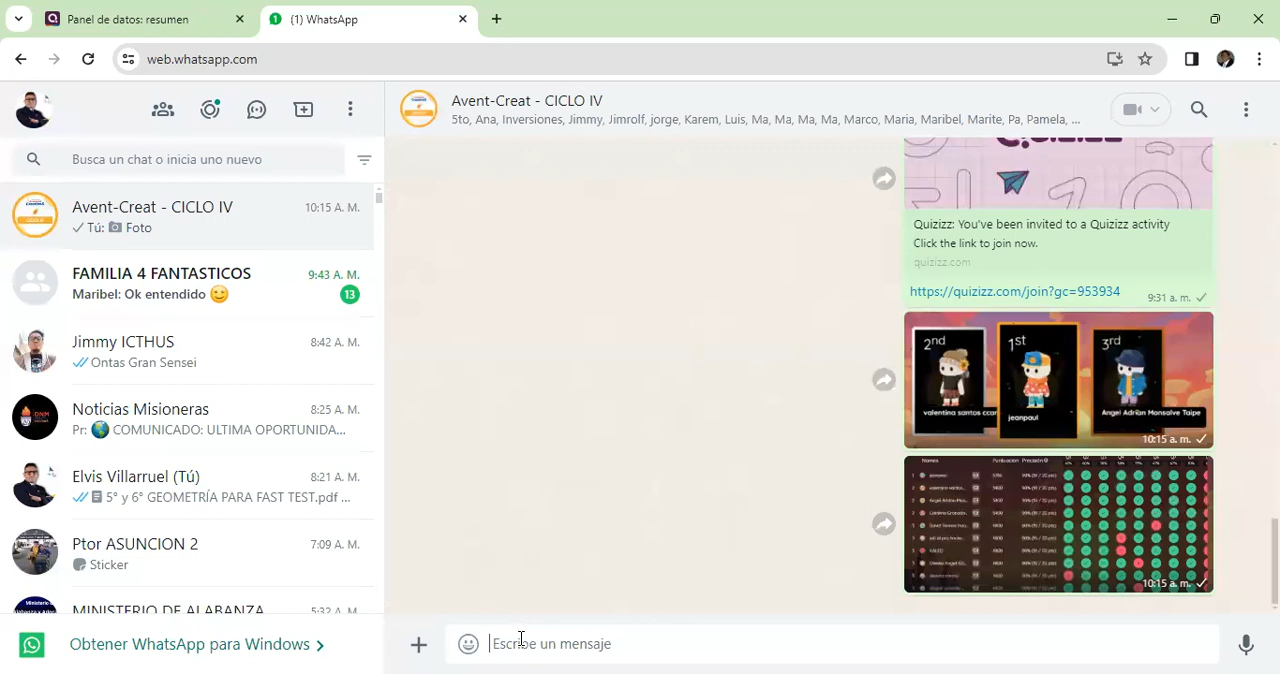 Panel de datos: resumen
(1) WhatsApp
web.whatsapp.com
Busca un chat o inicia uno nuevo
Avent-Creat - CICLO IV
10:15 A. M.
Tú: Foto
FAMILIA 4 FANTASTICOS
9:43 A. M.
Maribel: Ok entendido
13
Jimmy ICTHUS
8:42 A. M.
Ontas Gran Sensei
Noticias Misioneras
8:25 A. M.
Pr: COMUNICADO: ULTIMA OPORTUNIDA...
Elvis Villarruel (Tú)
8:21 A. M.
5° y 6° GEOMETRÍA PARA FAST TEST.pdf ...
Ptor ASUNCION 2
7:09 A. M.
Sticker
MINISTERIO DE ALABANZA
5:32 A. M.
Obtener WhatsApp para Windows
Avent-Creat - CICLO IV
5to, Ana, Inversiones, Jimmy, Jimrolf, jorge, Karem, Luis, Ma, Ma, Ma, Ma, Marco, Maria, Maribel, Marite, Pa, Pamela, ...
Quizizz: You've been invited to a Quizizz activity
Click the link to join now.
quizizz.com
https://quizizz.com/join?gc=953934
9:31 a. m.
2nd
1st
3rd
valentina santos ccar
jeanpaul
Angel Adrian Monsalve Taipe
10:15 a. m.
Names Puntuación Precisión
10:15 a. m.
Escribe un mensaje